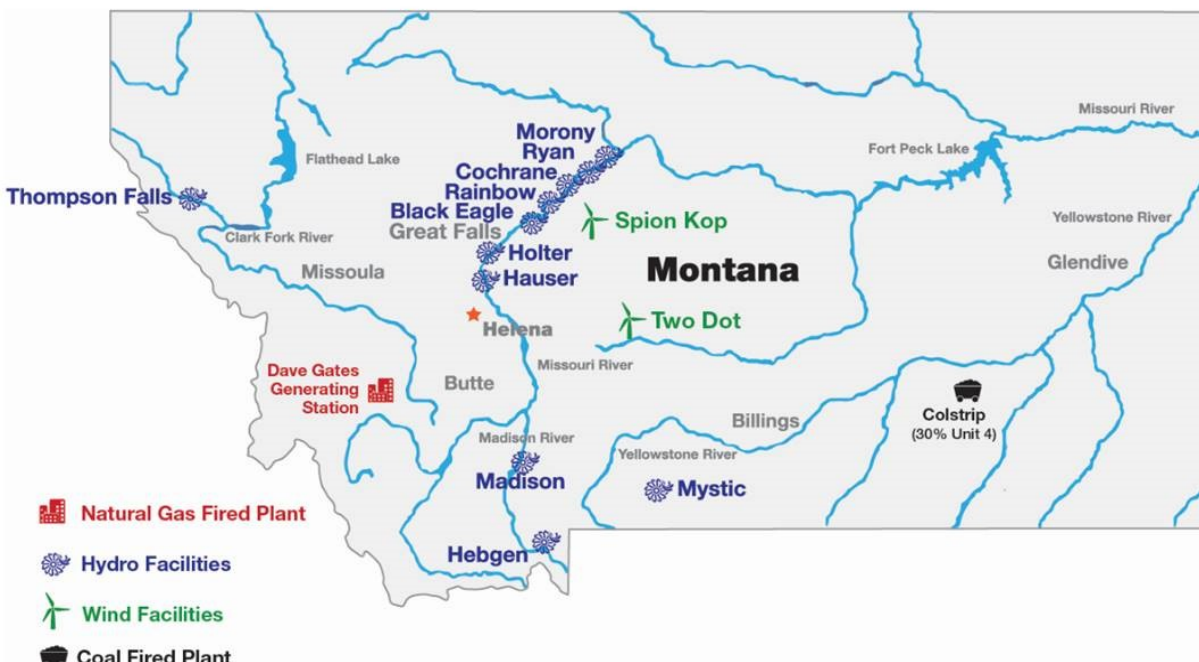 Morony
Ryan
Cochrane
Rainbow
Black Eagle
Great Falls
Missouri River
Fort Peck Lake
Flathead Lake
Thompson Falls
Clark Fork River
Missoula
Spion Kop
Yellowstone River
Glendive
Holter
Hauser
Montana
Helena
Two Dot
Missouri River
Dave Gates
Generating
Station
Butte
Billings
Colstrip
(30% Unit 4)
Madison River
Yellowstone River
Madison
Mystic
Hebgen
Natural Gas Fired Plant
Hydro Facilities
Wind Facilities
Coal Fired Plant